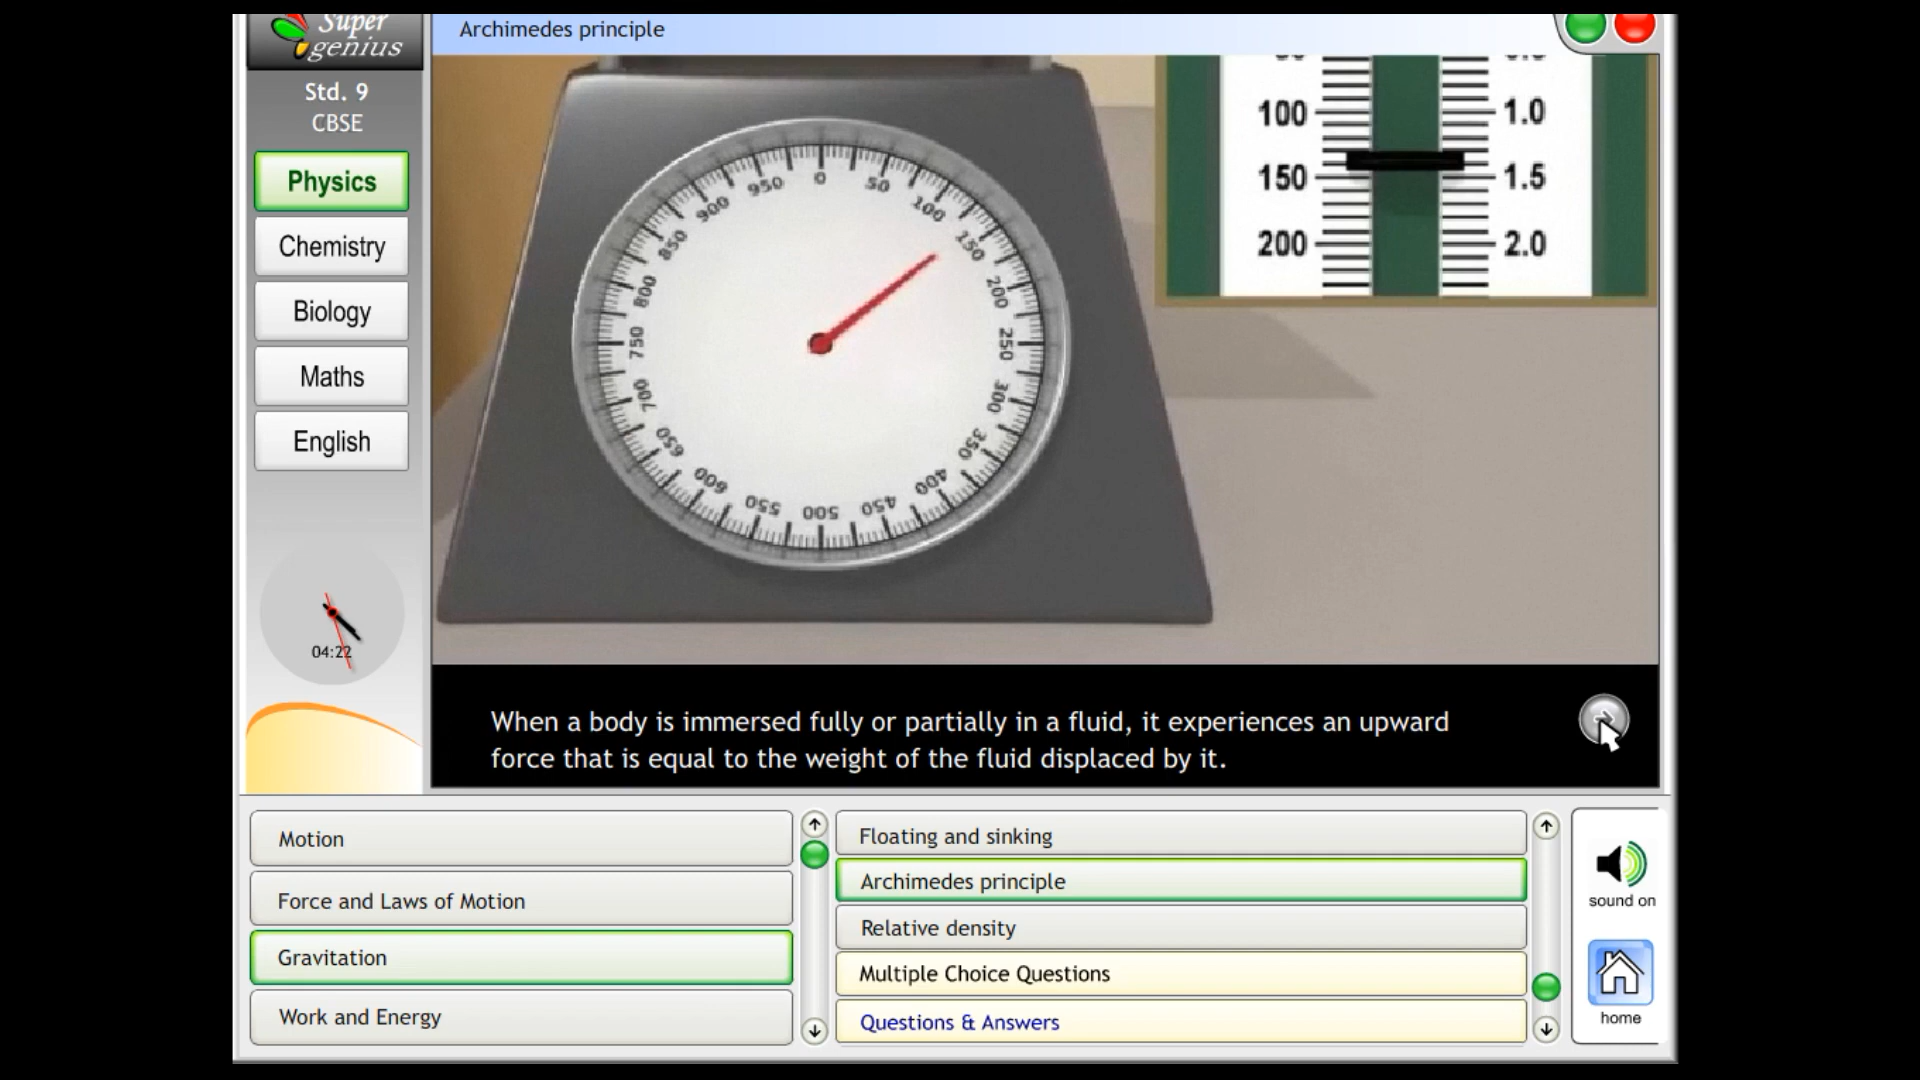 Super
genius
Archimedes principle
Std. 9
CBSE
Physics
Chemistry
Biology
Maths
English
04:22
0
50
100
150
200
250
300
350
400
450
500
550
600
650
700
750
800
850
900
950
100
1.0
150
1.5
200
2.0
When a body is immersed fully or partially in a fluid, it experiences an upward
force that is equal to the weight of the fluid displaced by it.
Motion
Force and Laws of Motion
Gravitation
Work and Energy
Floating and sinking
Archimedes principle
Relative density
Multiple Choice Questions
Questions & Answers
sound on
home